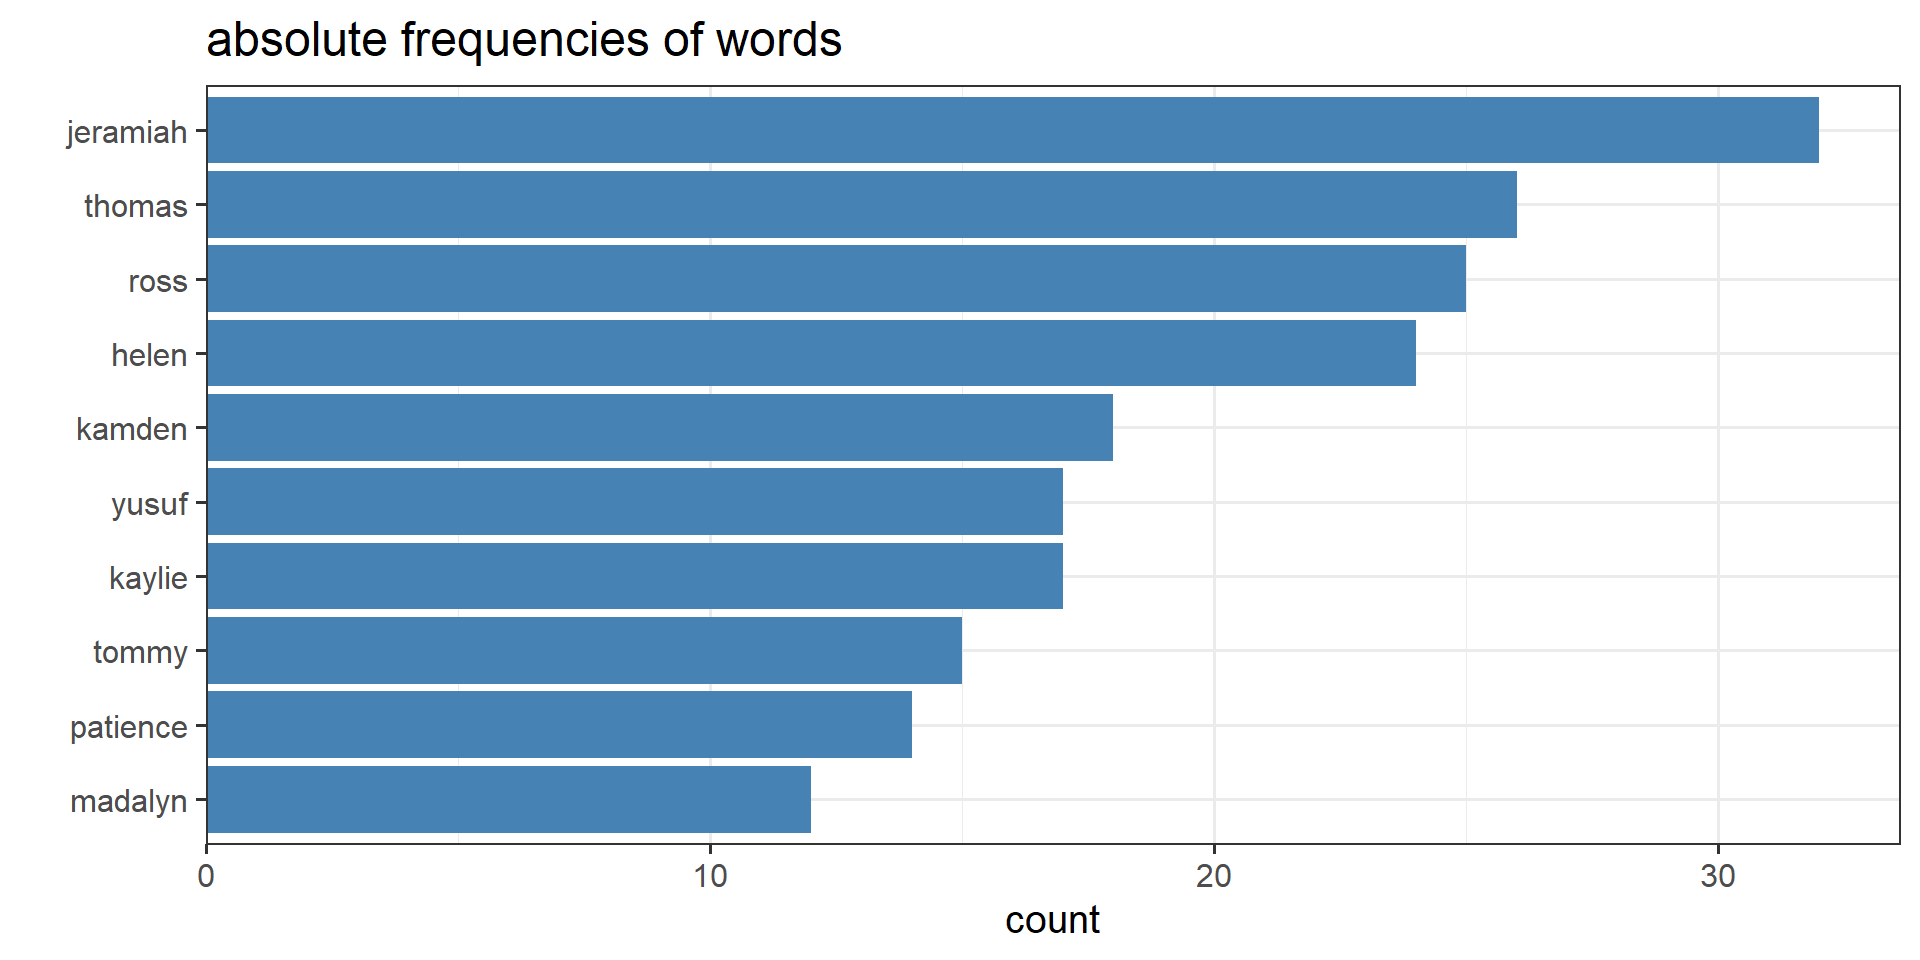 absolute frequencies of words
jeramiah
thomas
ross
helen
kamden
yusuf
kaylie
tommy
patience
madalyn
0 10 20 30
count